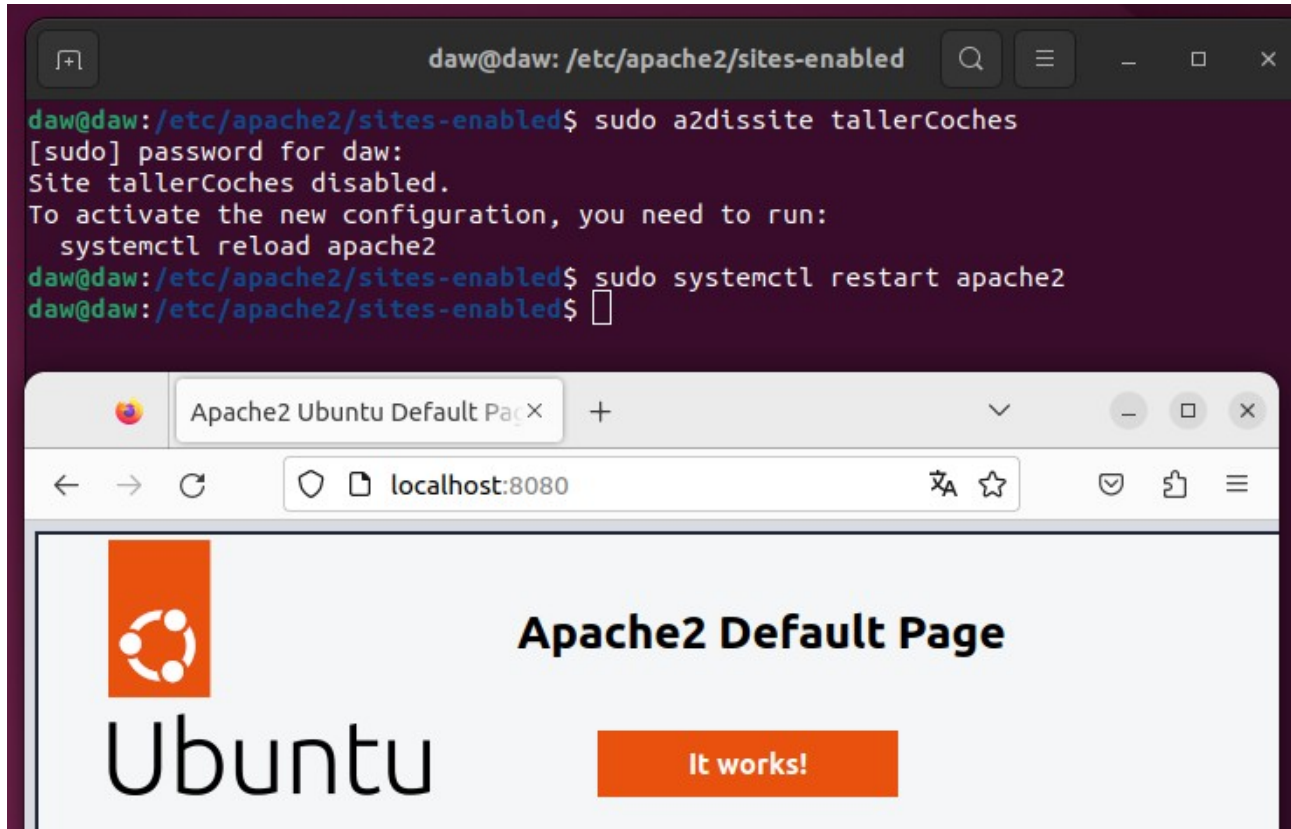 daw@daw: /etc/apache2/sites-enabled
daw@daw:/etc/apache2/sites-enabled$ sudo a2dissite tallerCoches
[sudo] password for daw:
Site tallerCoches disabled.
To activate the new configuration, you need to run:
  systemctl reload apache2
daw@daw:/etc/apache2/sites-enabled$ sudo systemctl restart apache2
daw@daw:/etc/apache2/sites-enabled$
Apache2 Ubuntu Default Pag
localhost:8080
Apache2 Default Page
Ubuntu
It works!